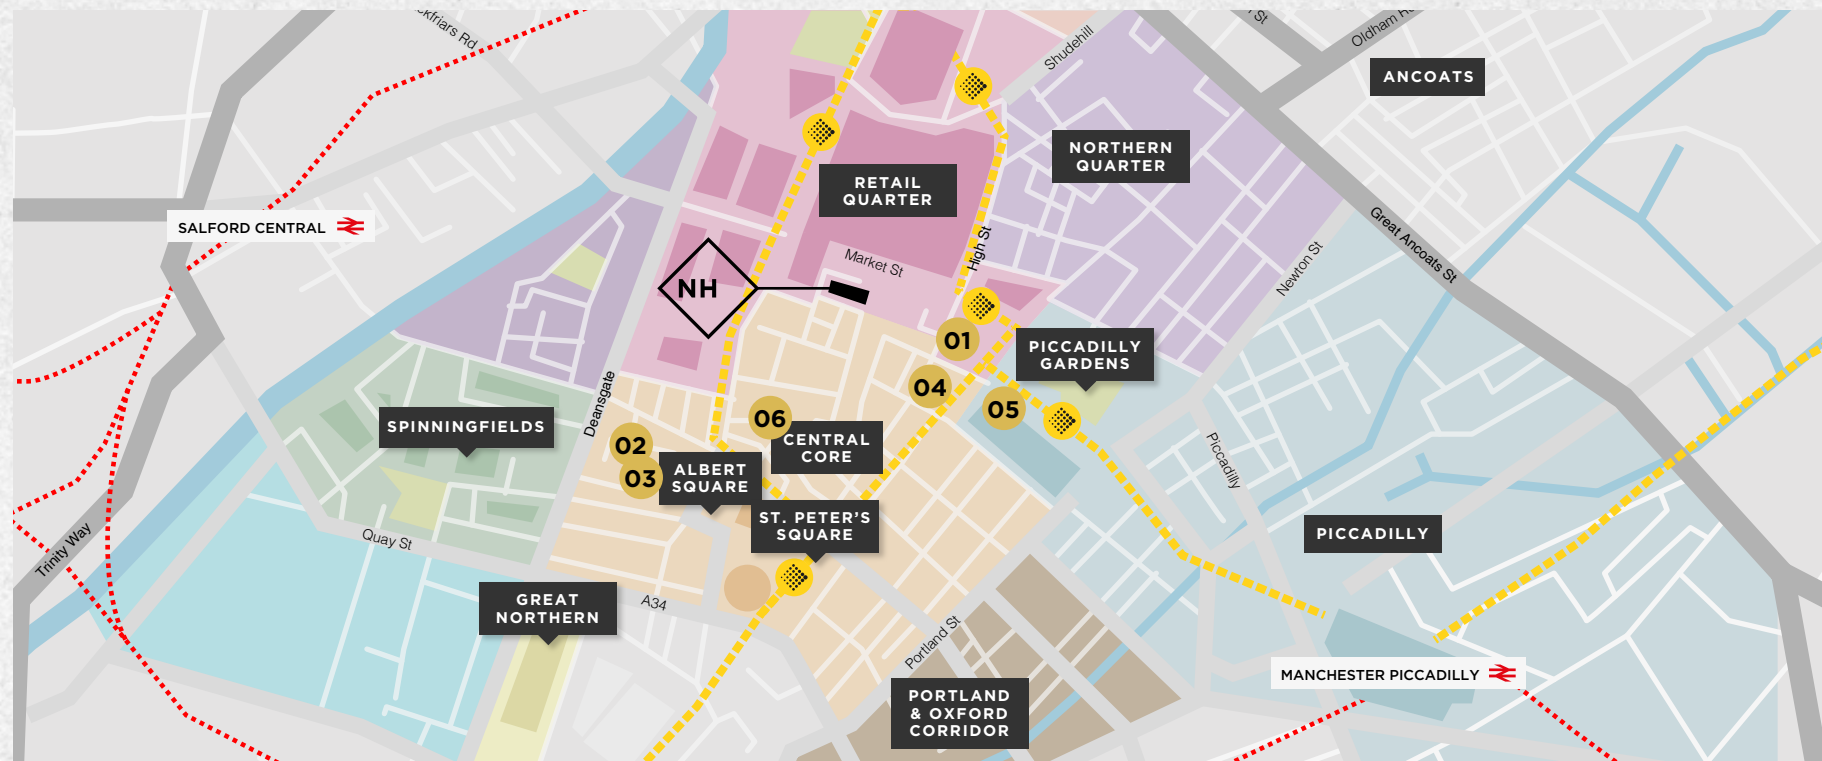 Shudehill
St
ANCOATS
NORTHERN
QUARTER
RETAIL
QUARTER
SALFORD CENTRAL
Great Ancoats St
High St
Market St
Newton St
NH
01
PICCADILLY
GARDENS
04
05
Deansgate
06
SPINNINGFIELDS
CENTRAL
CORE
02
03
ALBERT
SQUARE
Piccadilly
ST. PETER'S
SQUARE
PICCADILLY
Quay St
Trinity Way
GREAT
NORTHERN
A34
Portland St
MANCHESTER PICCADILLY
PORTLAND
& OXFORD
CORRIDOR